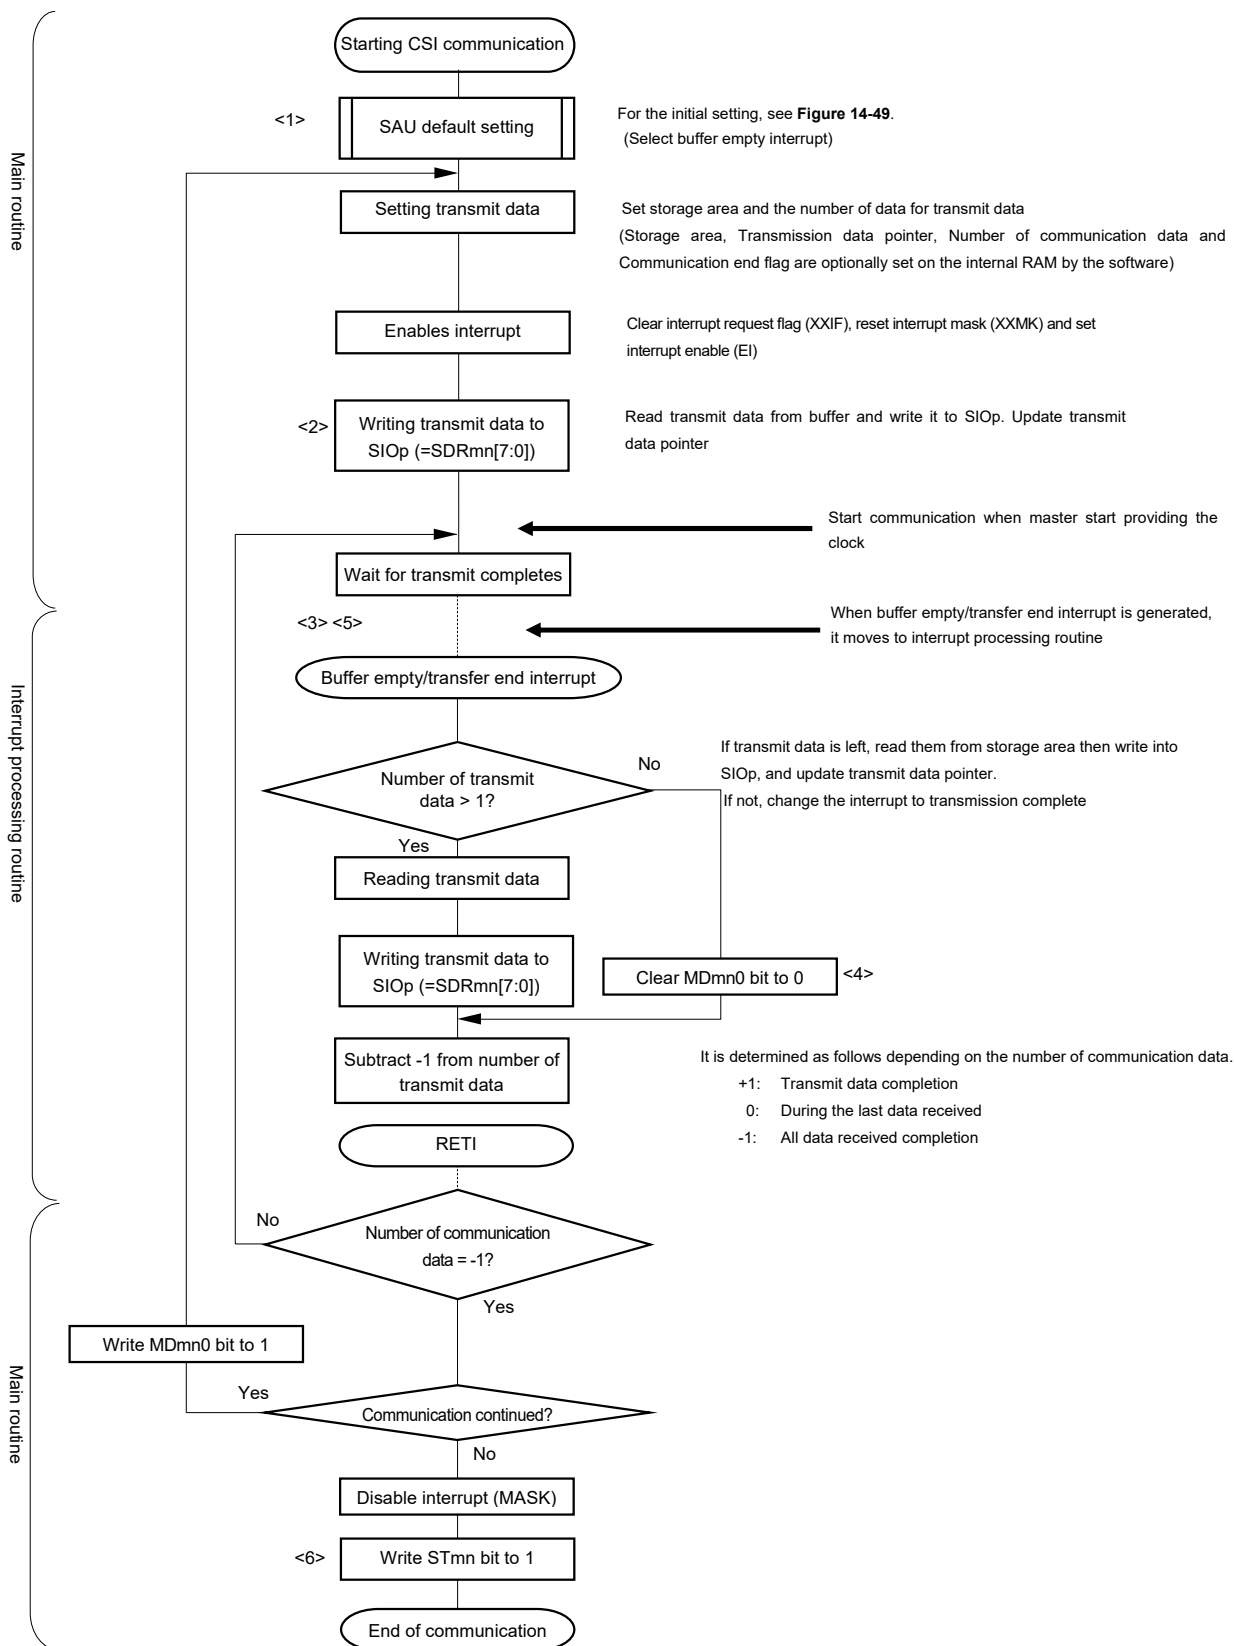 Starting CSI communication
<1>
SAU default setting
For the initial setting, see Figure 14-49.
(Select buffer empty interrupt)
Main routine
Setting transmit data
Set storage area and the number of data for transmit data
(Storage area, Transmission data pointer, Number of communication data and
Communication end flag are optionally set on the internal RAM by the software)
Enables interrupt
Clear interrupt request flag (XXIF), reset interrupt mask (XXMK) and set
interrupt enable (EI)
<2>
Writing transmit data to
SIOp (=SDRmn[7:0])
Read transmit data from buffer and write it to SIOp. Update transmit
data pointer
Start communication when master start providing the
clock
Wait for transmit completes
<3> <5>
When buffer empty/transfer end interrupt is generated,
it moves to interrupt processing routine
Interrupt processing routine
Buffer empty/transfer end interrupt
Number of transmit
data > 1?
No
Yes
If transmit data is left, read them from storage area then write into
SIOp, and update transmit data pointer.
If not, change the interrupt to transmission complete
Reading transmit data
Writing transmit data to
SIOp (=SDRmn[7:0])
Clear MDmn0 bit to 0
<4>
Subtract -1 from number of
transmit data
It is determined as follows depending on the number of communication data.
+1: Transmit data completion
0: During the last data received
-1: All data received completion
RETI
No
Number of communication
data = -1?
Yes
Write MDmn0 bit to 1
Main routine
Yes
Communication continued?
No
Disable interrupt (MASK)
<6>
Write STmn bit to 1
End of communication